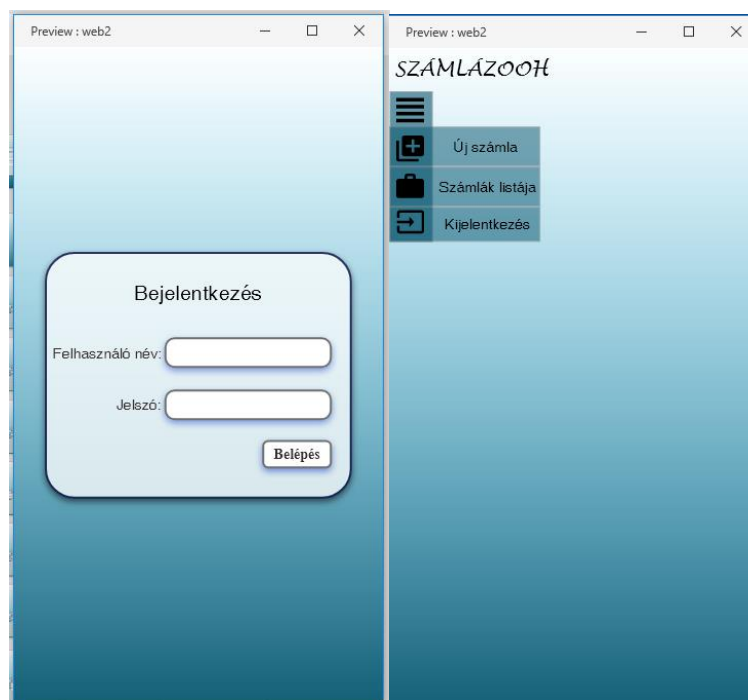 Preview : web2
Bejelentkezés
Felhasználó név:
Jelszó:
Belépés
Preview : web2
SZÁMLÁZOOH
Új számla
Számlák listája
Kijelentkezés